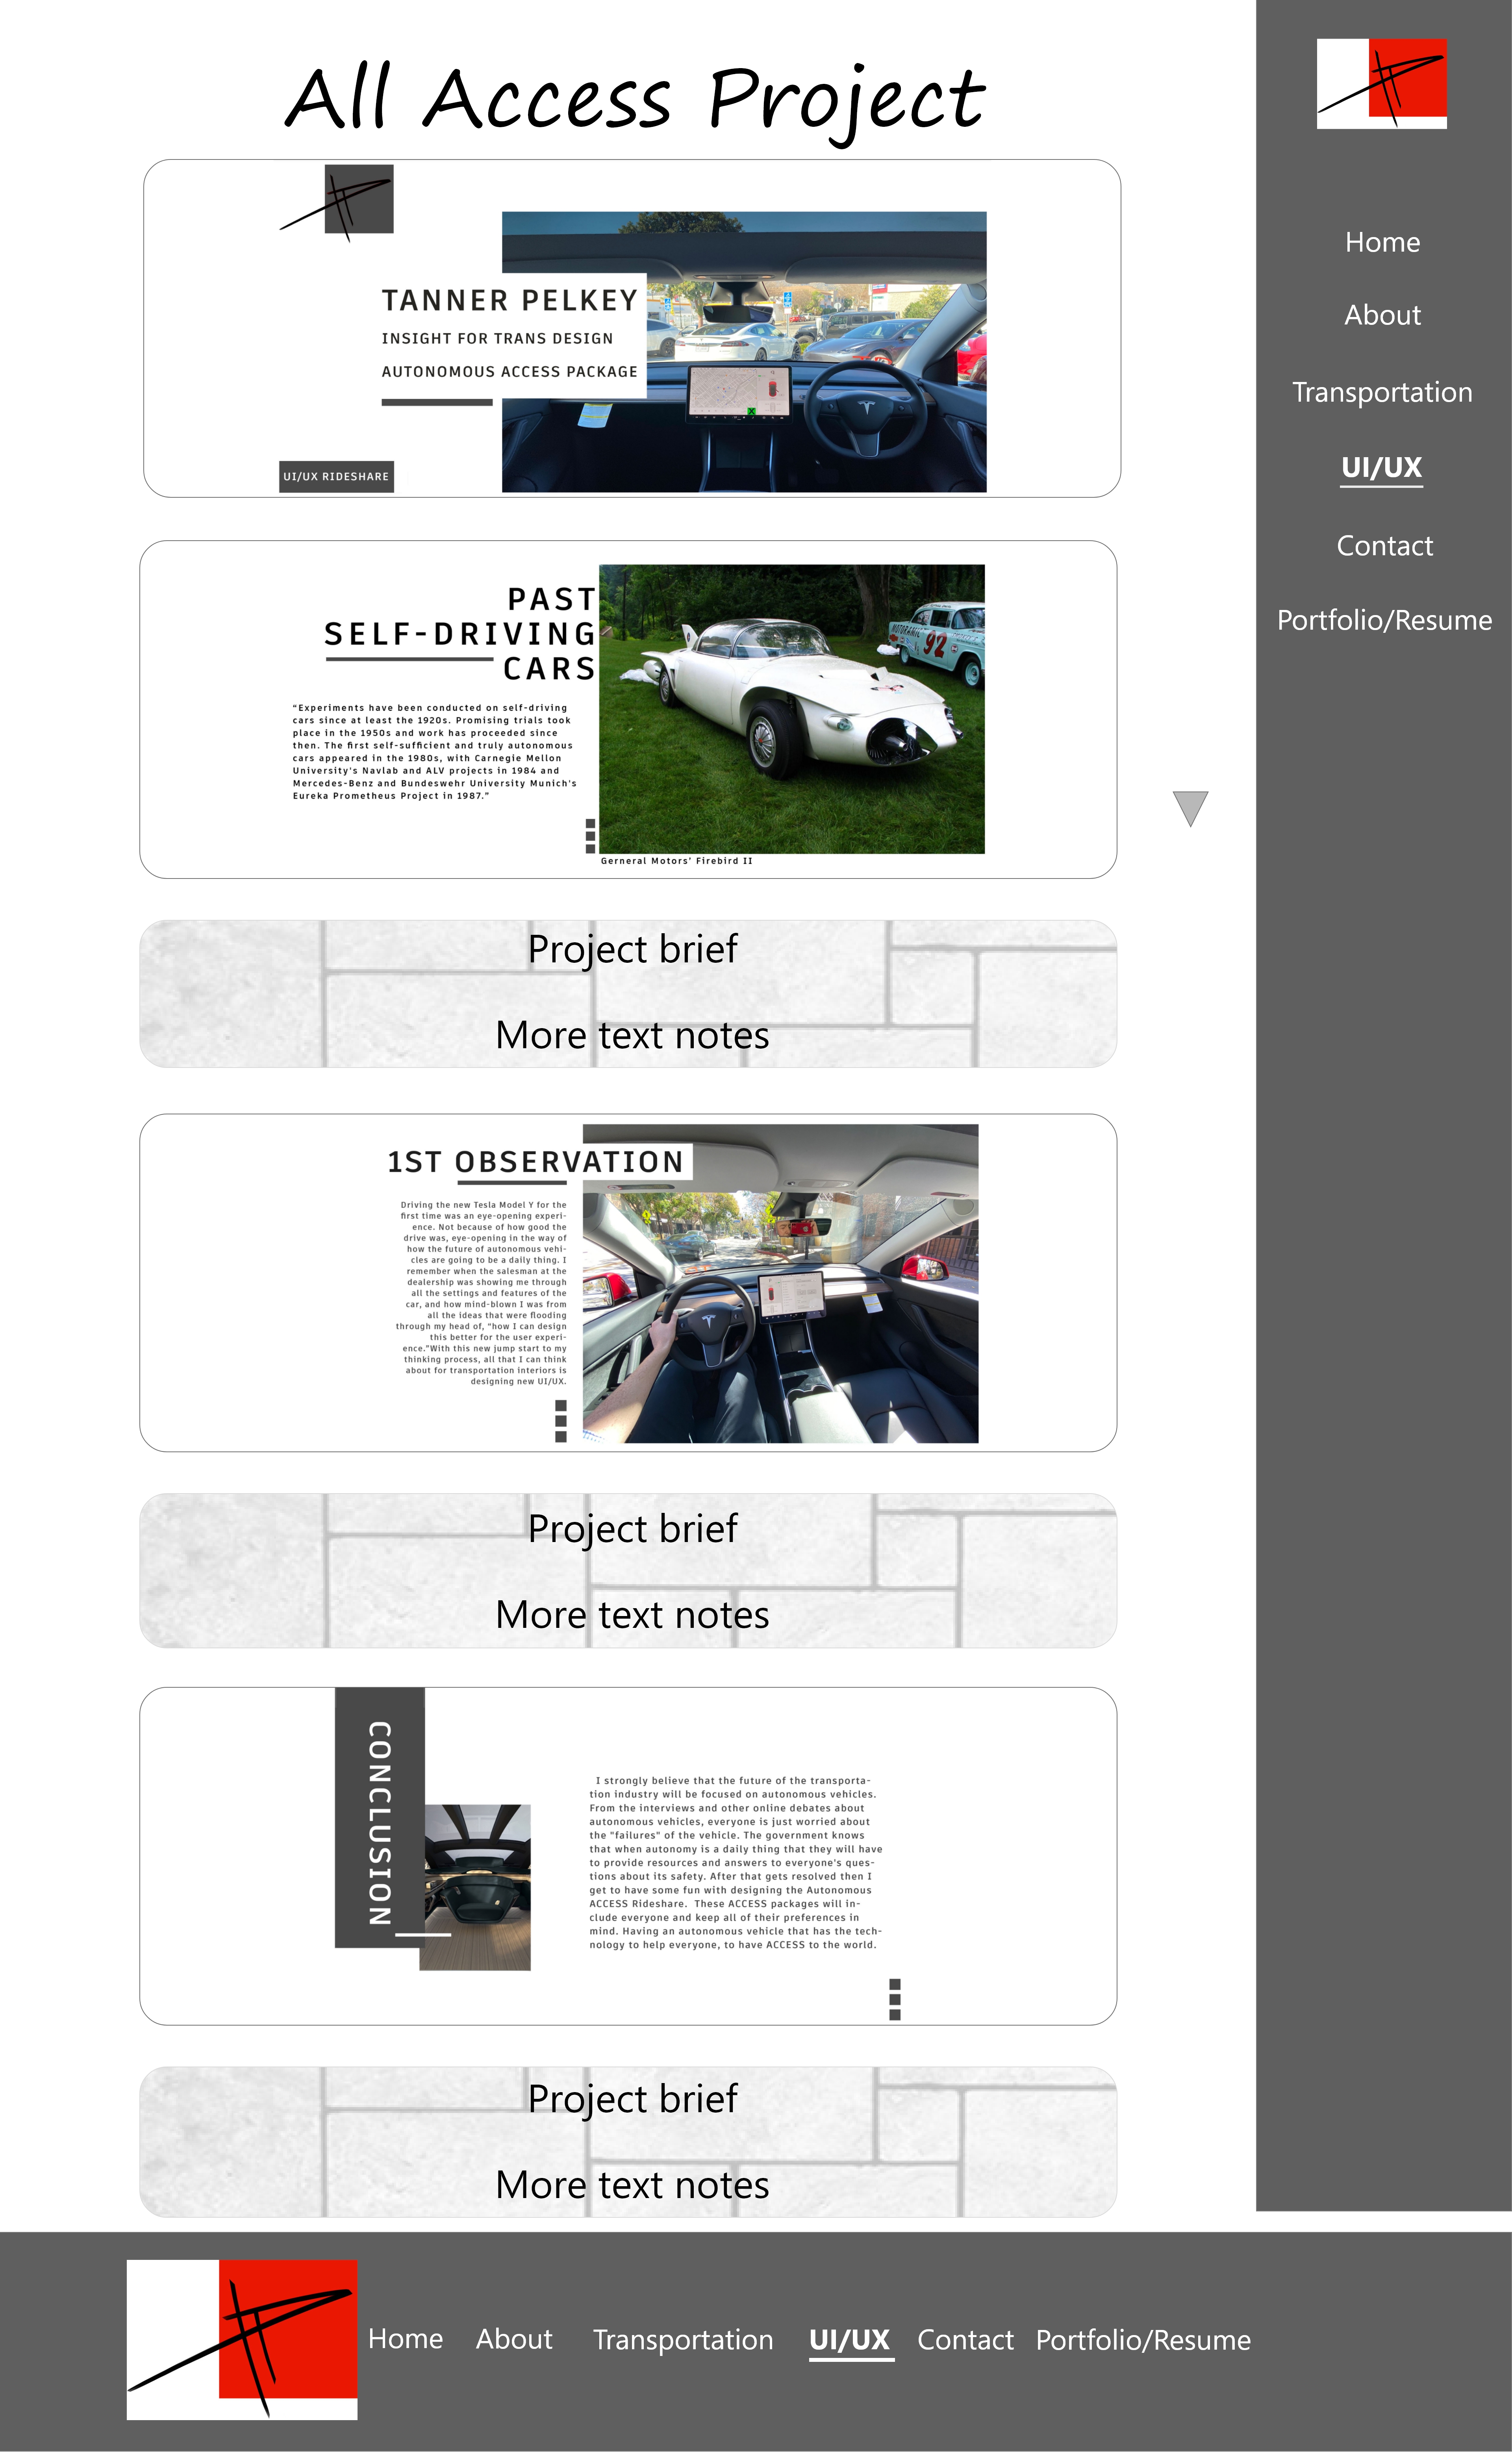 All Access Project
TANNER PELKEY
INSIGHT FOR TRANS DESIGN
AUTONOMOUS ACCESS PACKAGE
UI/UX RIDESHARE
PAST
SELF-DRIVING
CARS
“Experiments have been conducted on self-driving
cars since at least the 1920s. Promising trials took
place in the 1950s and work has proceeded since
then. The first self-sufficient and truly autonomous
cars appeared in the 1980s, with Carnegie Mellon
University's Navlab and ALV projects in 1984 and
Mercedes-Benz and Bundeswehr University Munich's
Eureka Prometheus Project in 1987.”
92
Gerneral Motors' Firebird II
Project brief
More text notes
1ST OBSERVATION
Driving the new Tesla Model Y for the
first time was an eye-opening experi-
ence. Not because of how good the
drive was, eye-opening in the way of
how the future of autonomous vehi-
cles are going to be a daily thing. I
remember when the salesman at the
dealership was showing me through
all the settings and features of the
car, and how mind-blown I was from
all the ideas that were flooding
through my head of, “how I can design
this better for the user experi-
ence.”With this new jump start to my
thinking process, all that I can think
about for transportation interiors is
designing new UI/UX.
Project brief
More text notes
CONCLUSION
I strongly believe that the future of the transporta-
tion industry will be focused on autonomous vehicles.
From the interviews and other online debates about
autonomous vehicles, everyone is just worried about
the "failures" of the vehicle. The government knows
that when autonomy is a daily thing that they will have
to provide resources and answers to everyone's ques-
tions about its safety. After that gets resolved then I
get to have some fun with designing the Autonomous
ACCESS Rideshare. These ACCESS packages will in-
clude everyone and keep all of their preferences in
mind. Having an autonomous vehicle that has the tech-
nology to help everyone, to have ACCESS to the world.
Project brief
More text notes
Home
About
Transportation
UI/UX
Contact
Portfolio/Resume
Home About Transportation UI/UX Contact Portfolio/Resume